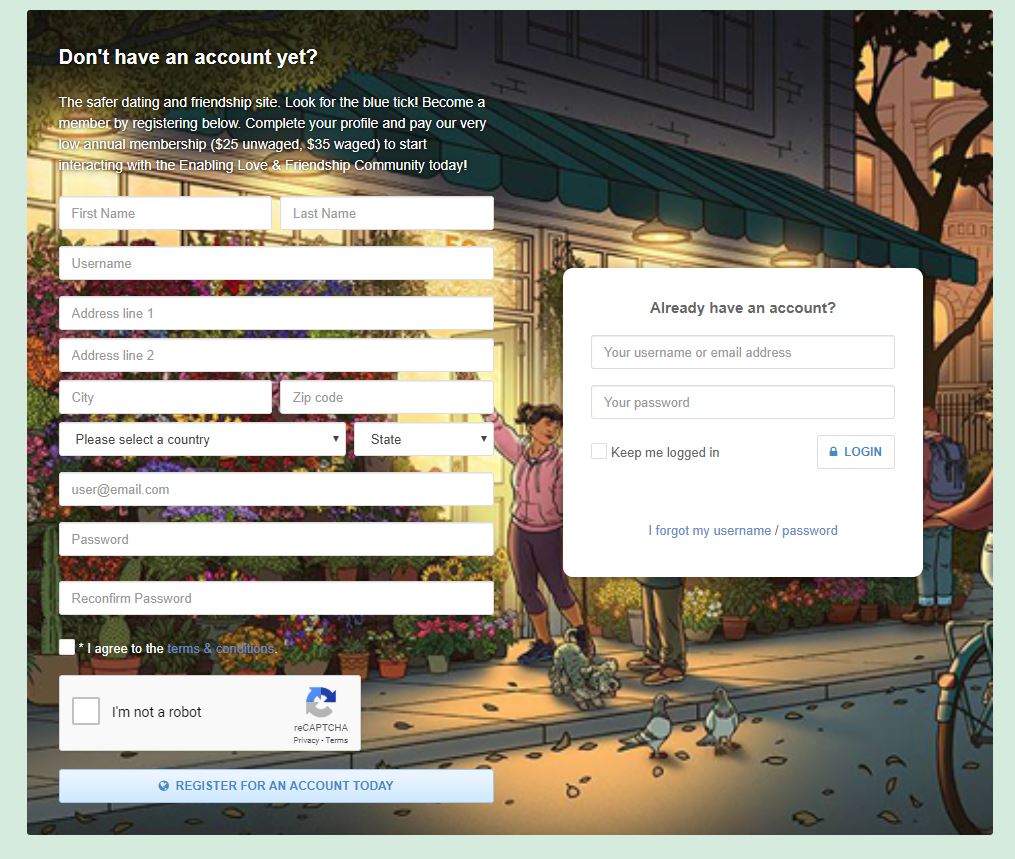 Don't have an account yet?
The safer dating and friendship site. Look for the blue tick! Become a
member by registering below. Complete your profile and pay our very
low annual membership ($25 unwaged, $35 waged) to start
interacting with the Enabling Love & Friendship Community today!
First Name
Last Name
Username
Address line 1
Address line 2
City
Zip code
Please select a country
State
user@email.com
Password
Reconfirm Password
* I agree to the terms & conditions.
I'm not a robot
reCAPTCHA
Privacy - Terms
REGISTER FOR AN ACCOUNT TODAY
Already have an account?
Your username or email address
Your password
Keep me logged in
LOGIN
I forgot my username / password